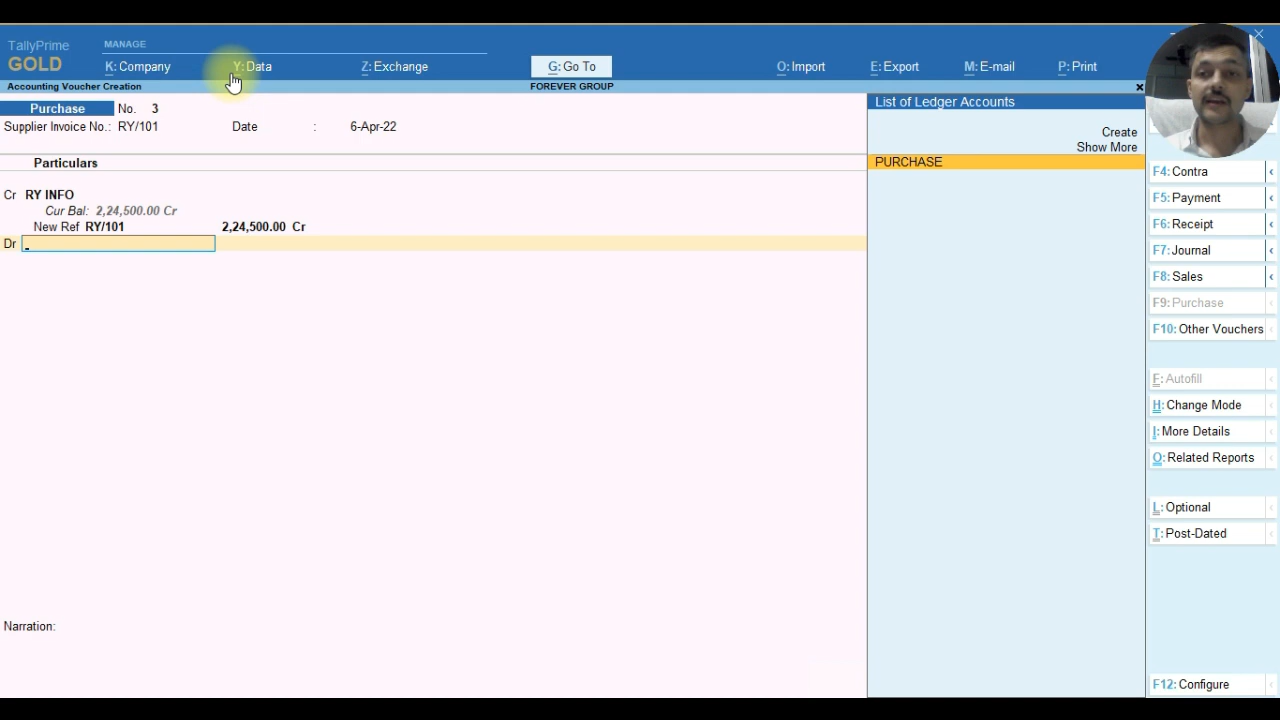 TallyPrime
GOLD
MANAGE
K: Company
Y: Data
Z: Exchange
G: Go To
O: Import
E: Export
M: E-mail
P: Print
Accounting Voucher Creation
FOREVER GROUP
Purchase No. 3
Supplier Invoice No.: RY/101 Date : 6-Apr-22
Particulars
Cr RY INFO
Cur Bal: 2,24,500.00 Cr
New Ref RY/101 2,24,500.00 Cr
Dr
Narration:
List of Ledger Accounts
Create
Show More
PURCHASE
F4: Contra
F5: Payment
F6: Receipt
F7: Journal
F8: Sales
F9: Purchase
F10: Other Vouchers
F: Autofill
H: Change Mode
I: More Details
O: Related Reports
L: Optional
T: Post-Dated
F12: Configure